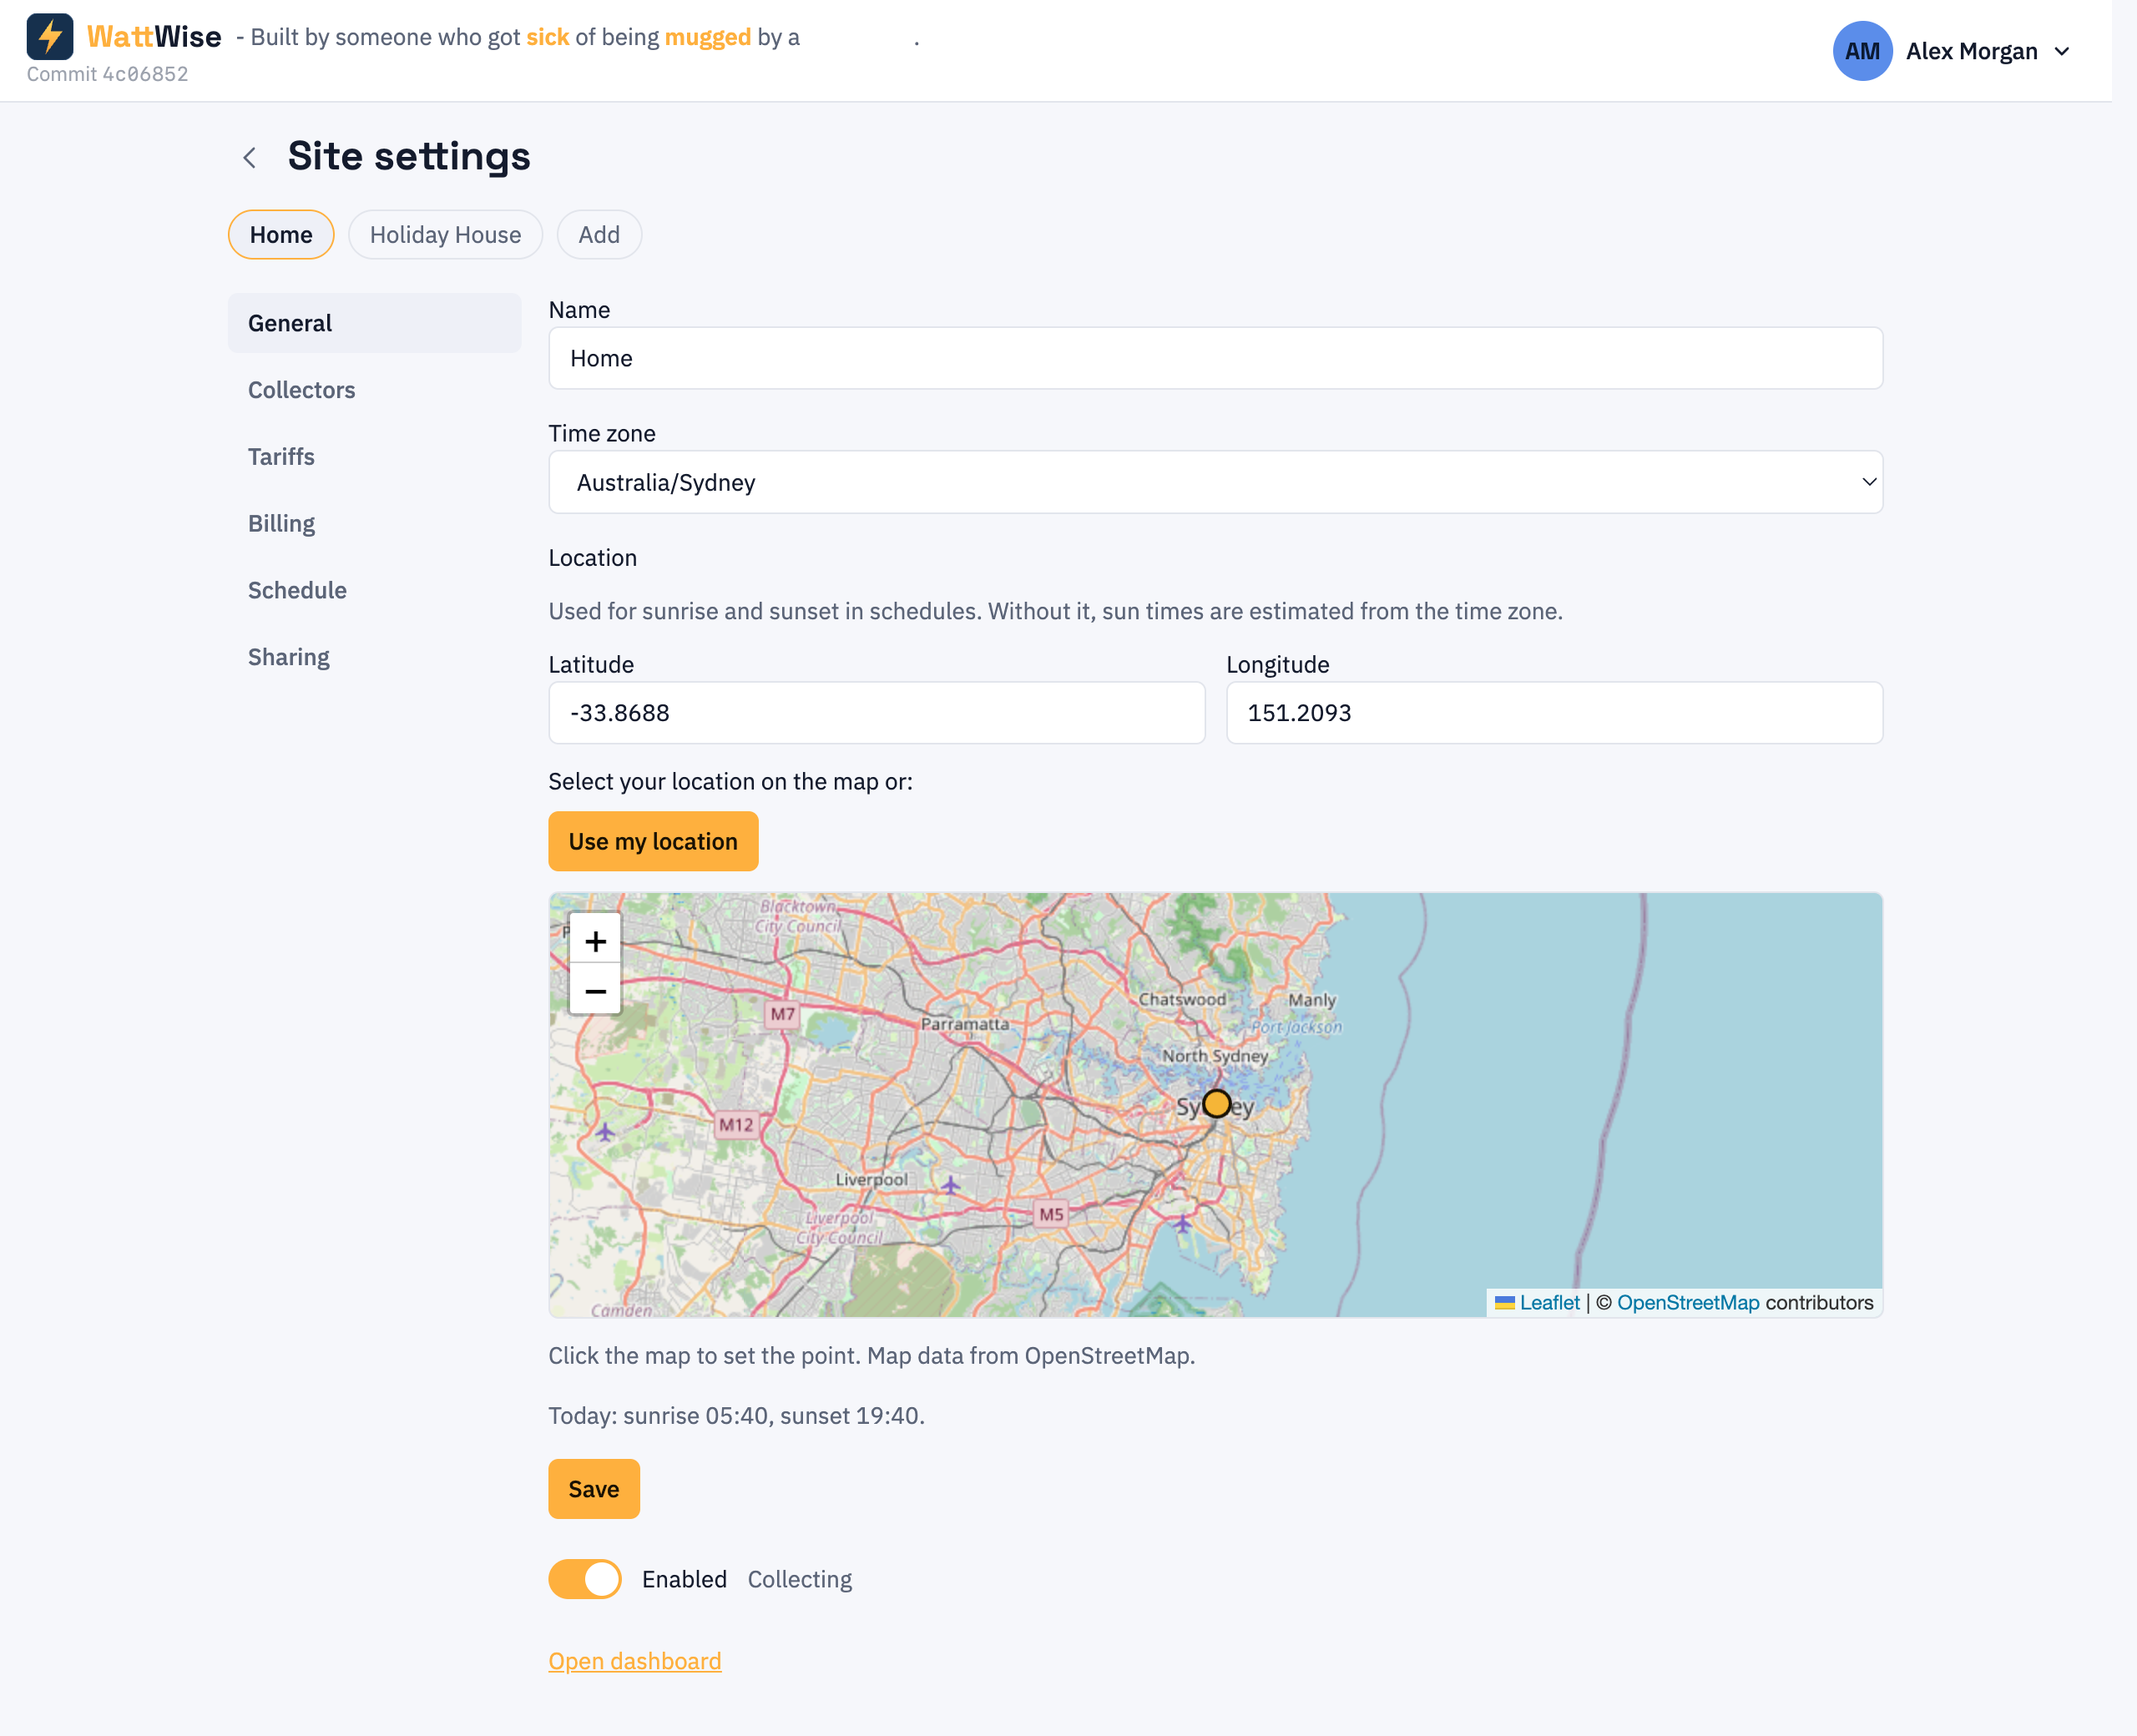 WattWise - Built by someone who got sick of being mugged by a .
Commit 4c06852
AM Alex Morgan
Site settings
Home Holiday House Add
General
Collectors
Tariffs
Billing
Schedule
Sharing
Name
Home
Time zone
Australia/Sydney
Location
Used for sunrise and sunset in schedules. Without it, sun times are estimated from the time zone.
Latitude Longitude
-33.8688 151.2093
Select your location on the map or:
Use my location
+
−
Blacktown
City Council
Chatswood
Manly
M7
Parramatta
Port Jackson
North Sydney
M12
Liverpool
M5
Liverpool
City Council
Camden
Leaflet | © OpenStreetMap contributors
Click the map to set the point. Map data from OpenStreetMap.
Today: sunrise 05:40, sunset 19:40.
Save
Enabled Collecting
Open dashboard